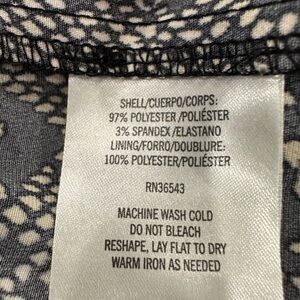 SHELL/CUERPO/CORPS:
97% POLYESTER/POLIÉSTER
3% SPANDEX/ELASTANO
LINING/FORRO/DOUBLURE:
100% POLYESTER/POLIÉSTER
RN36543
MACHINE WASH COLD
DO NOT BLEACH
RESHAPE, LAY FLAT TO DRY
WARM IRON AS NEEDED